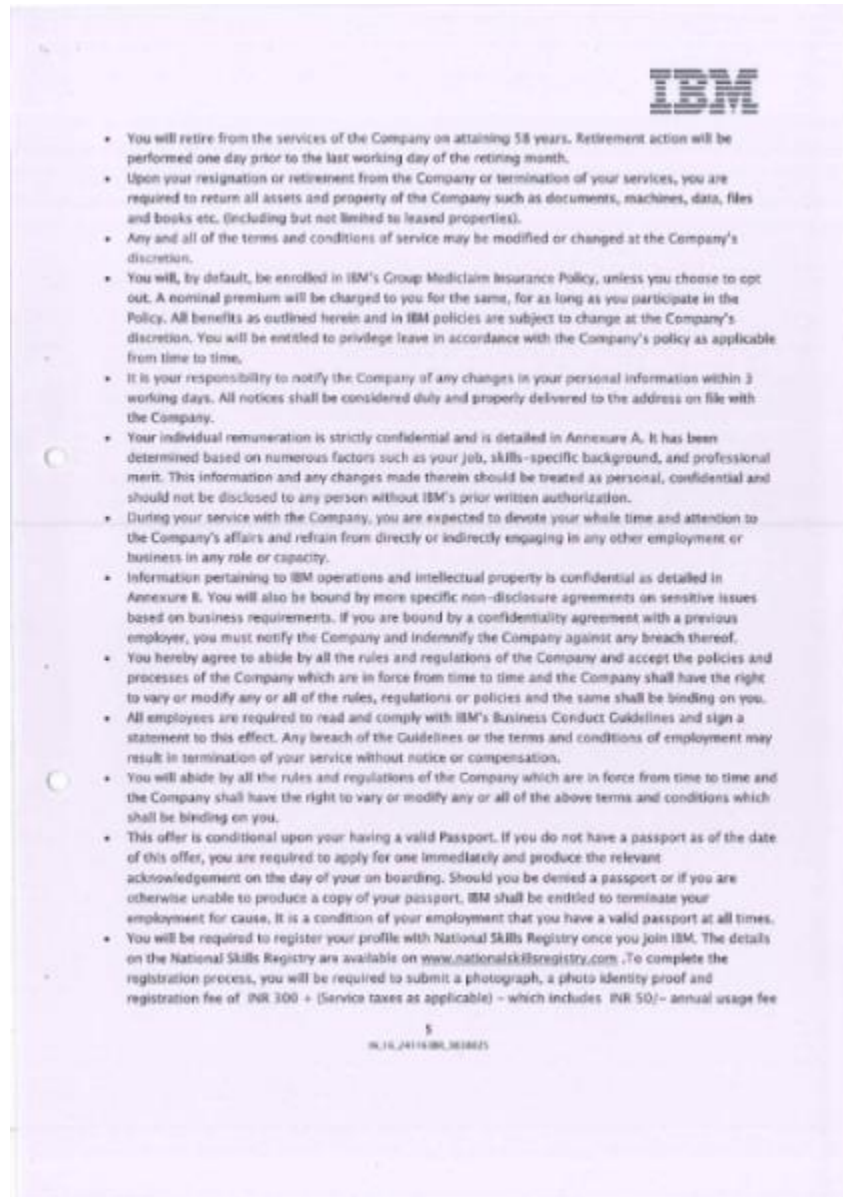 IBM
• You will retire from the services of the Company on attaining 58 years. Retirement action will be
performed one day prior to the last working day of the retiring month.
• Upon your resignation or retirement from the Company or termination of your services, you are
required to return all assets and property of the Company such as documents, machines, data, files
and books etc. (including but not limited to leased properties).
• Any and all of the terms and conditions of service may be modified or changed at the Company's
discretion.
• You will, by default, be enrolled in IBM's Group Mediclaim Insurance Policy, unless you choose to opt
out. A nominal premium will be charged to you for the same, for as long as you participate in the
Policy. All benefits as outlined herein and in IBM policies are subject to change at the Company's
discretion. You will be entitled to privilege leave in accordance with the Company's policy as applicable
from time to time.
• It is your responsibility to notify the Company of any changes in your personal information within 3
working days. All notices shall be considered duly and properly delivered to the address on file with
the Company.
• Your individual remuneration is strictly confidential and is detailed in Annexure A. It has been
determined based on numerous factors such as your job, skills-specific background, and professional
merit. This information and any changes made therein should be treated as personal, confidential and
should not be disclosed to any person without IBM's prior written authorization.
• During your service with the Company, you are expected to devote your whole time and attention to
the Company's affairs and refrain from directly or indirectly engaging in any other employment or
business in any role or capacity.
• Information pertaining to IBM operations and intellectual property is confidential as detailed in
Annexure B. You will also be bound by more specific non-disclosure agreements on sensitive issues
based on business requirements. If you are bound by a confidentiality agreement with a previous
employer, you must notify the Company and indemnify the Company against any breach thereof.
• You hereby agree to abide by all the rules and regulations of the Company and accept the policies and
processes of the Company which are in force from time to time and the Company shall have the right
to vary or modify any or all of the rules, regulations or policies and the same shall be binding on you.
• All employees are required to read and comply with IBM's Business Conduct Guidelines and sign a
statement to this effect. Any breach of the Guidelines or the terms and conditions of employment may
result in termination of your service without notice or compensation.
• You will abide by all the rules and regulations of the Company which are in force from time to time and
the Company shall have the right to vary or modify any or all of the above terms and conditions which
shall be binding on you.
• This offer is conditional upon your having a valid Passport. If you do not have a passport as of the date
of this offer, you are required to apply for one immediately and produce the relevant
acknowledgement on the day of your on boarding. Should you be denied a passport or if you are
otherwise unable to produce a copy of your passport, IBM shall be entitled to terminate your
employment for cause. It is a condition of your employment that you have a valid passport at all times.
• You will be required to register your profile with National Skills Registry once you join IBM. The details
on the National Skills Registry are available on www.nationalskillsregistry.com .To complete the
registration process, you will be required to submit a photograph, a photo identity proof and
registration fee of INR 300 + (Service taxes as applicable) - which includes INR 50/- annual usage fee
5